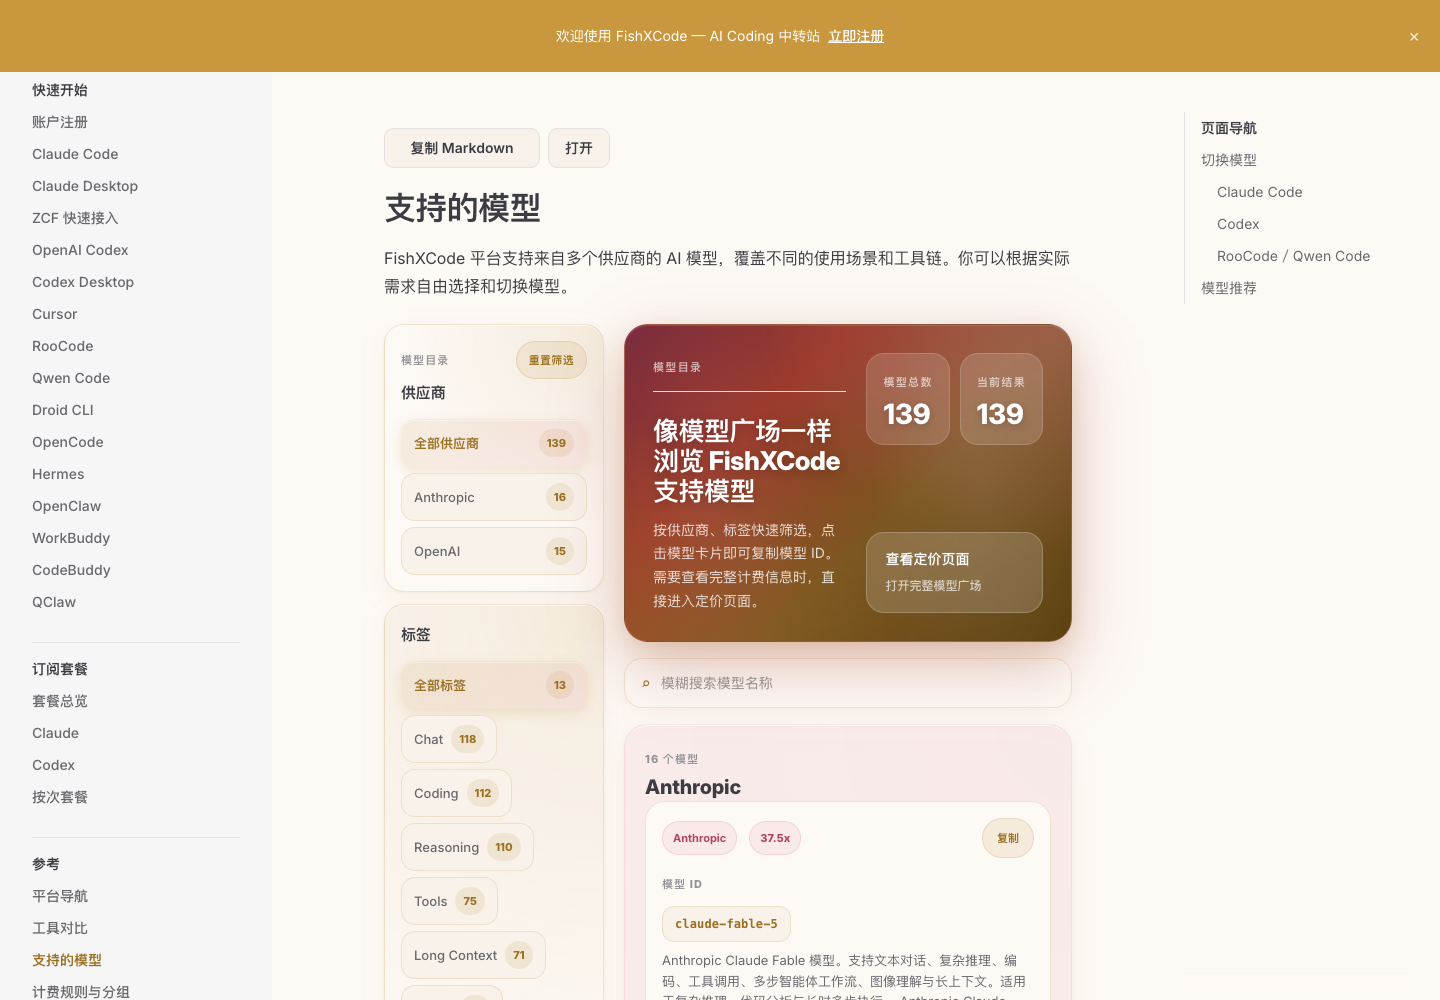 欢迎使用 FishXCode — AI Coding 中转站 立即注册
×
快速开始
账户注册
Claude Code
Claude Desktop
ZCF 快速接入
OpenAI Codex
Codex Desktop
Cursor
RooCode
Qwen Code
Droid CLI
OpenCode
Hermes
OpenClaw
WorkBuddy
CodeBuddy
QClaw
订阅套餐
套餐总览
Claude
Codex
按次套餐
参考
平台导航
工具对比
支持的模型
计费规则与分组
复制 Markdown
打开
支持的模型
FishXCode 平台支持来自多个供应商的 AI 模型，覆盖不同的使用场景和工具链。你可以根据实际
需求自由选择和切换模型。
模型目录
重置筛选
供应商
全部供应商 139
Anthropic 16
OpenAI 15
标签
全部标签 13
Chat 118
Coding 112
Reasoning 110
Tools 75
Long Context 71
模型目录
像模型广场一样
浏览 FishXCode
支持模型
按供应商、标签快速筛选，点
击模型卡片即可复制模型 ID。
需要查看完整计费信息时，直
接进入定价页面。
模型总数
139
当前结果
139
查看定价页面
打开完整模型广场
模糊搜索模型名称
16 个模型
Anthropic
Anthropic 37.5x
复制
模型 ID
claude-fable-5
Anthropic Claude Fable 模型。支持文本对话、复杂推理、编
码、工具调用、多步智能体工作流、图像理解与长上下文。适用
页面导航
切换模型
Claude Code
Codex
RooCode / Qwen Code
模型推荐